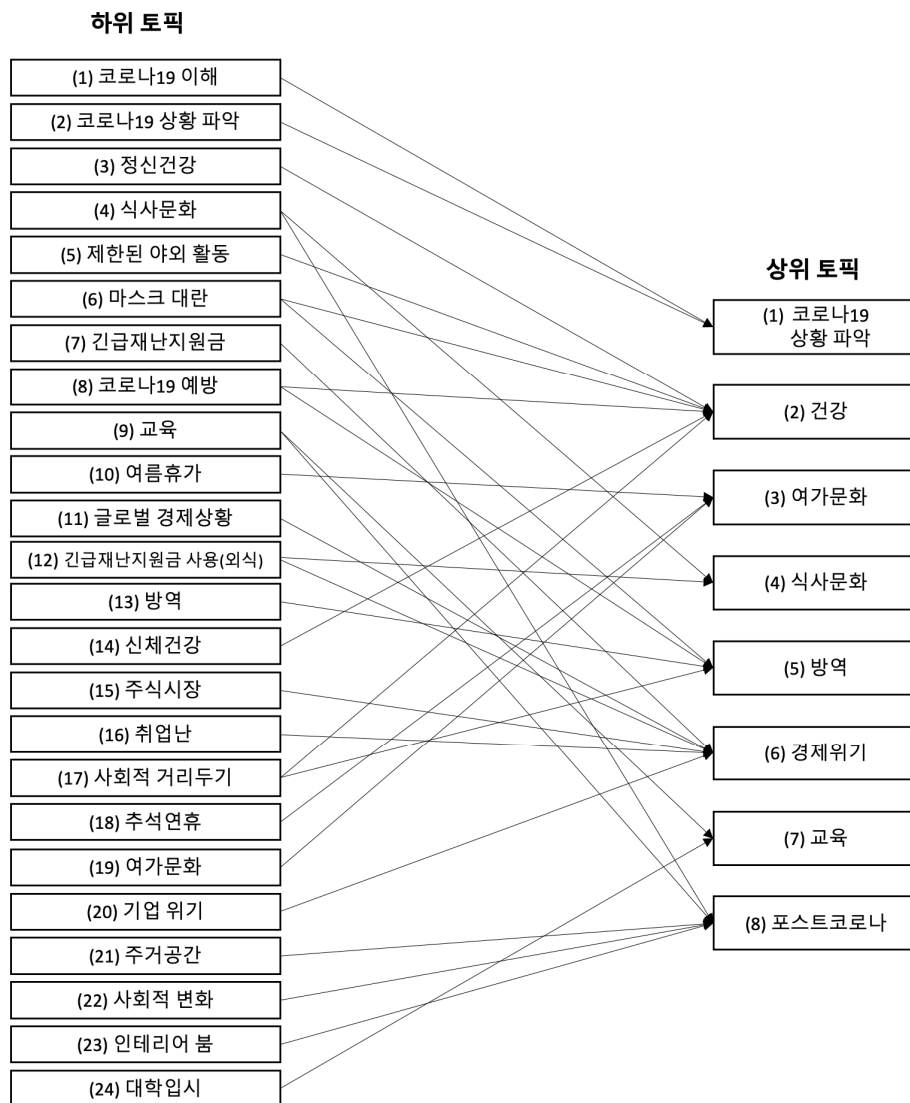 하위 토픽
(1) 코로나19 이해
(2) 코로나19 상황 파악
(3) 정신건강
(4) 식사문화
(5) 제한된 야외 활동
(6) 마스크 대란
(7) 긴급재난지원금
(8) 코로나19 예방
(9) 교육
(10) 여름휴가
(11) 글로벌 경제상황
(12) 긴급재난지원금 사용(외식)
(13) 방역
(14) 신체건강
(15) 주식시장
(16) 취업난
(17) 사회적 거리두기
(18) 추석연휴
(19) 여가문화
(20) 기업 위기
(21) 주거공간
(22) 사회적 변화
(23) 인테리어 붐
(24) 대학입시
상위 토픽
(1) 코로나19
상황 파악
(2) 건강
(3) 여가문화
(4) 식사문화
(5) 방역
(6) 경제위기
(7) 교육
(8) 포스트코로나